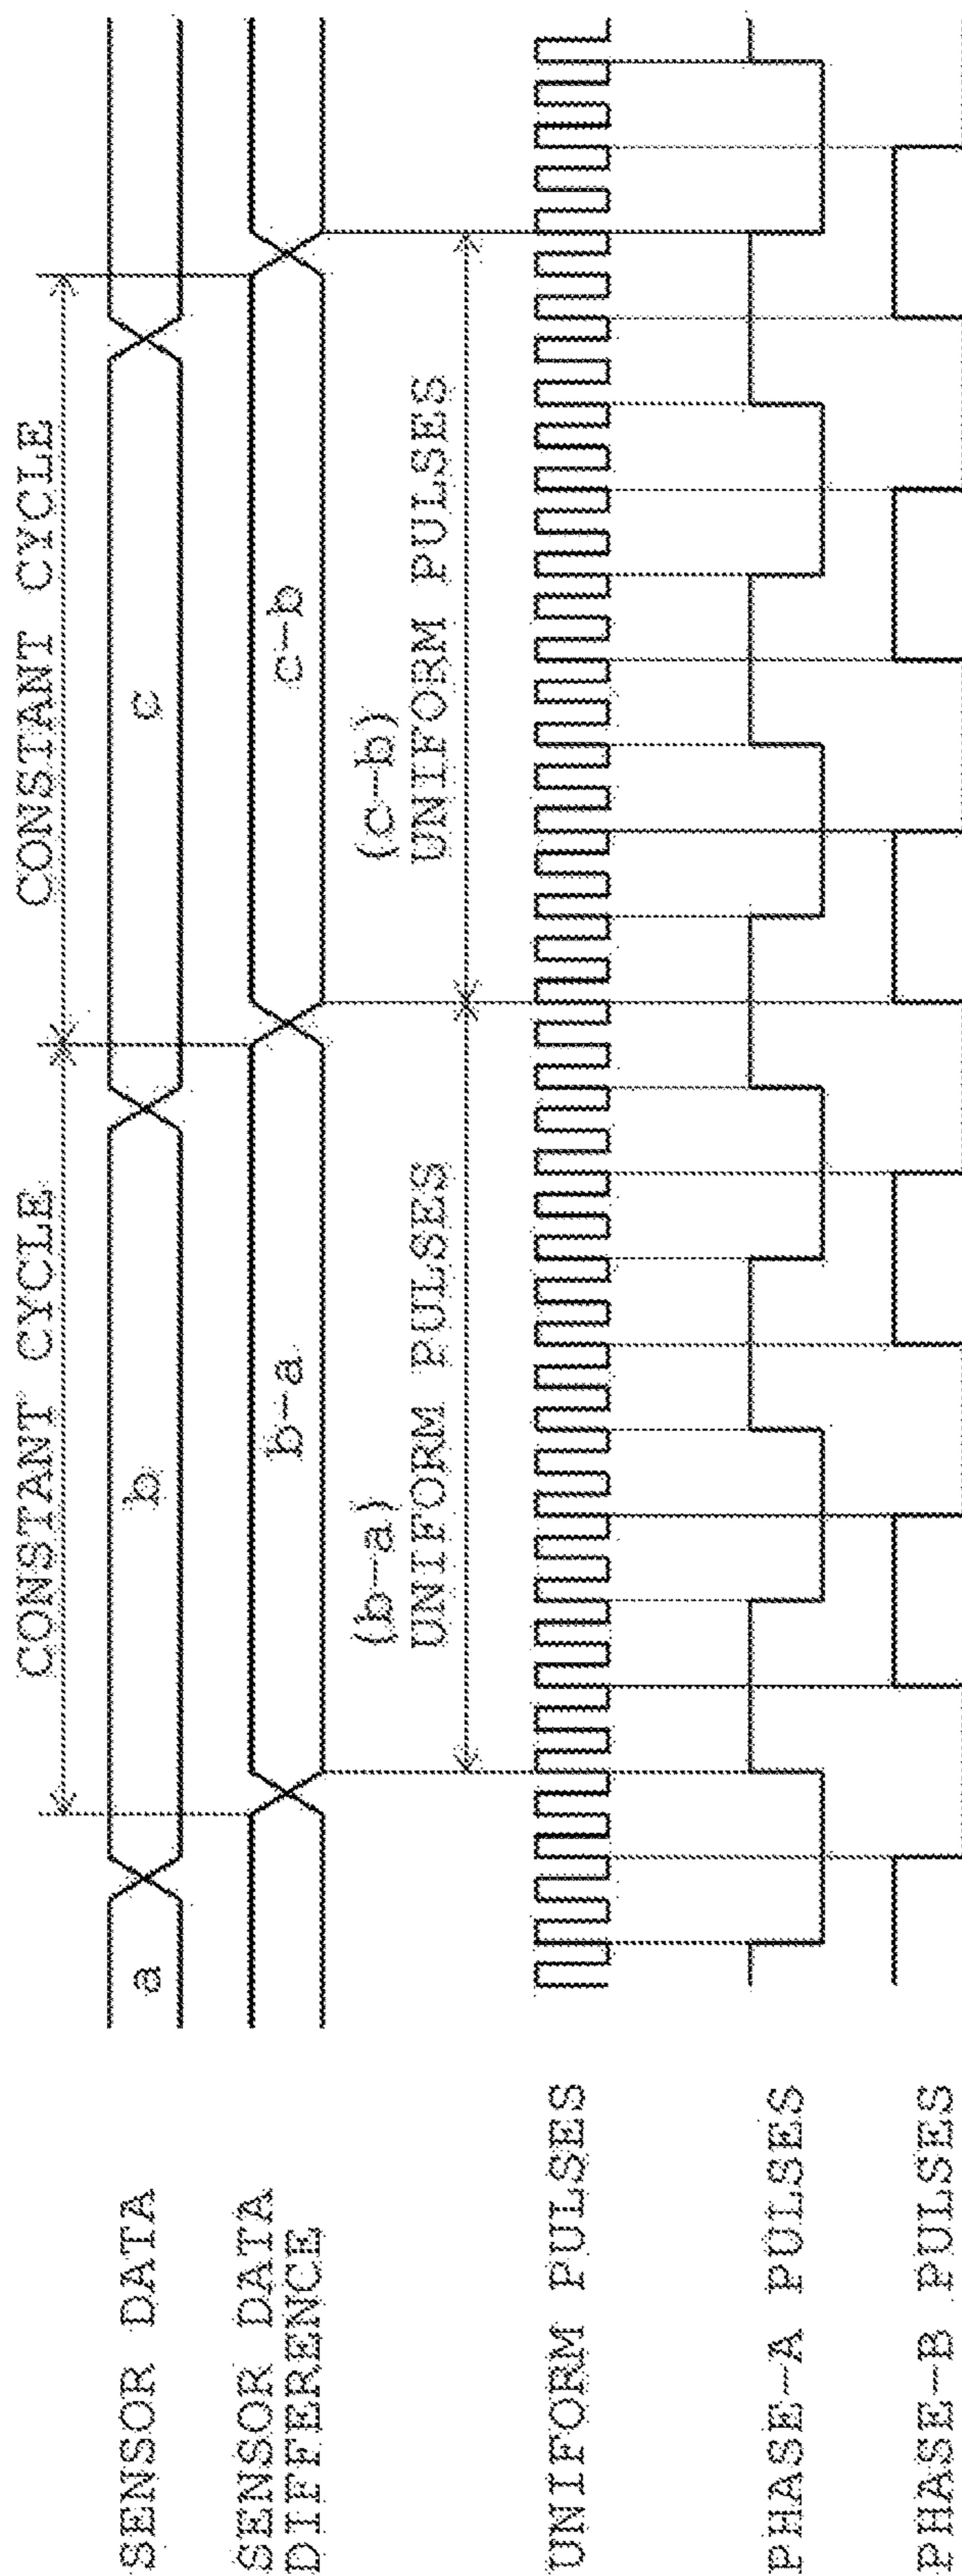 CONSTANT CYCLE
CONSTANT CYCLE
SENSOR DATA
a
b
c
SENSOR DATA
DIFFERENCE
b-a
c-b
(b-a)
UNIFORM PULSES
(c-b)
UNIFORM PULSES
UNIFORM PULSES
PHASE-A PULSES
PHASE-B PULSES